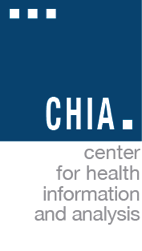 CHIA.
center
for health
information
and analysis